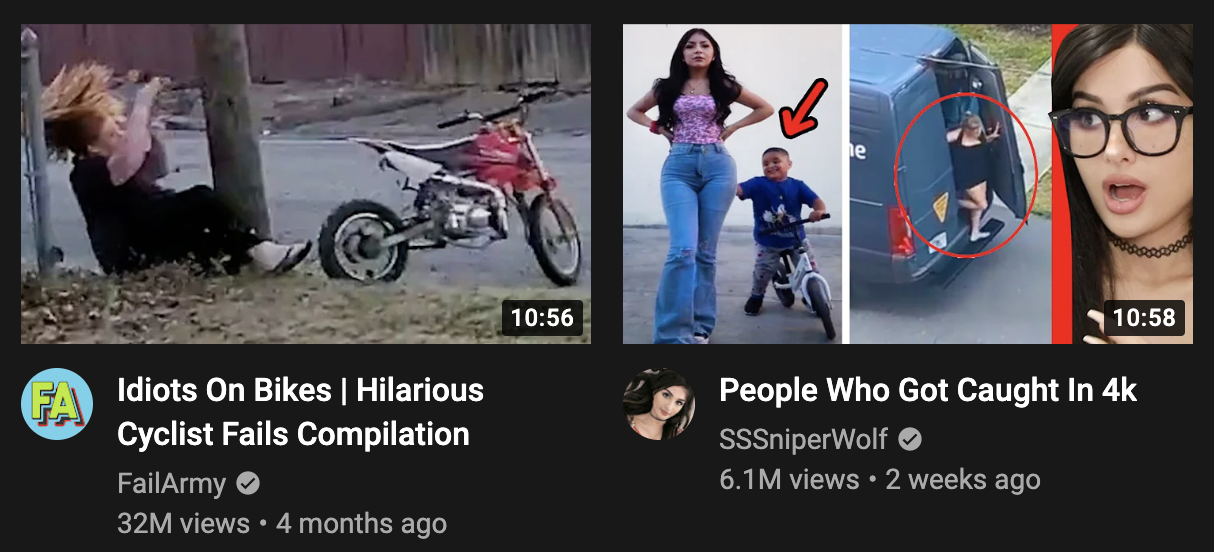 ne
10:56
10:58
FA
Idiots On Bikes | Hilarious
Cyclist Fails Compilation
FailArmy
32M views • 4 months ago
People Who Got Caught In 4k
SSSniperWolf
6.1M views • 2 weeks ago